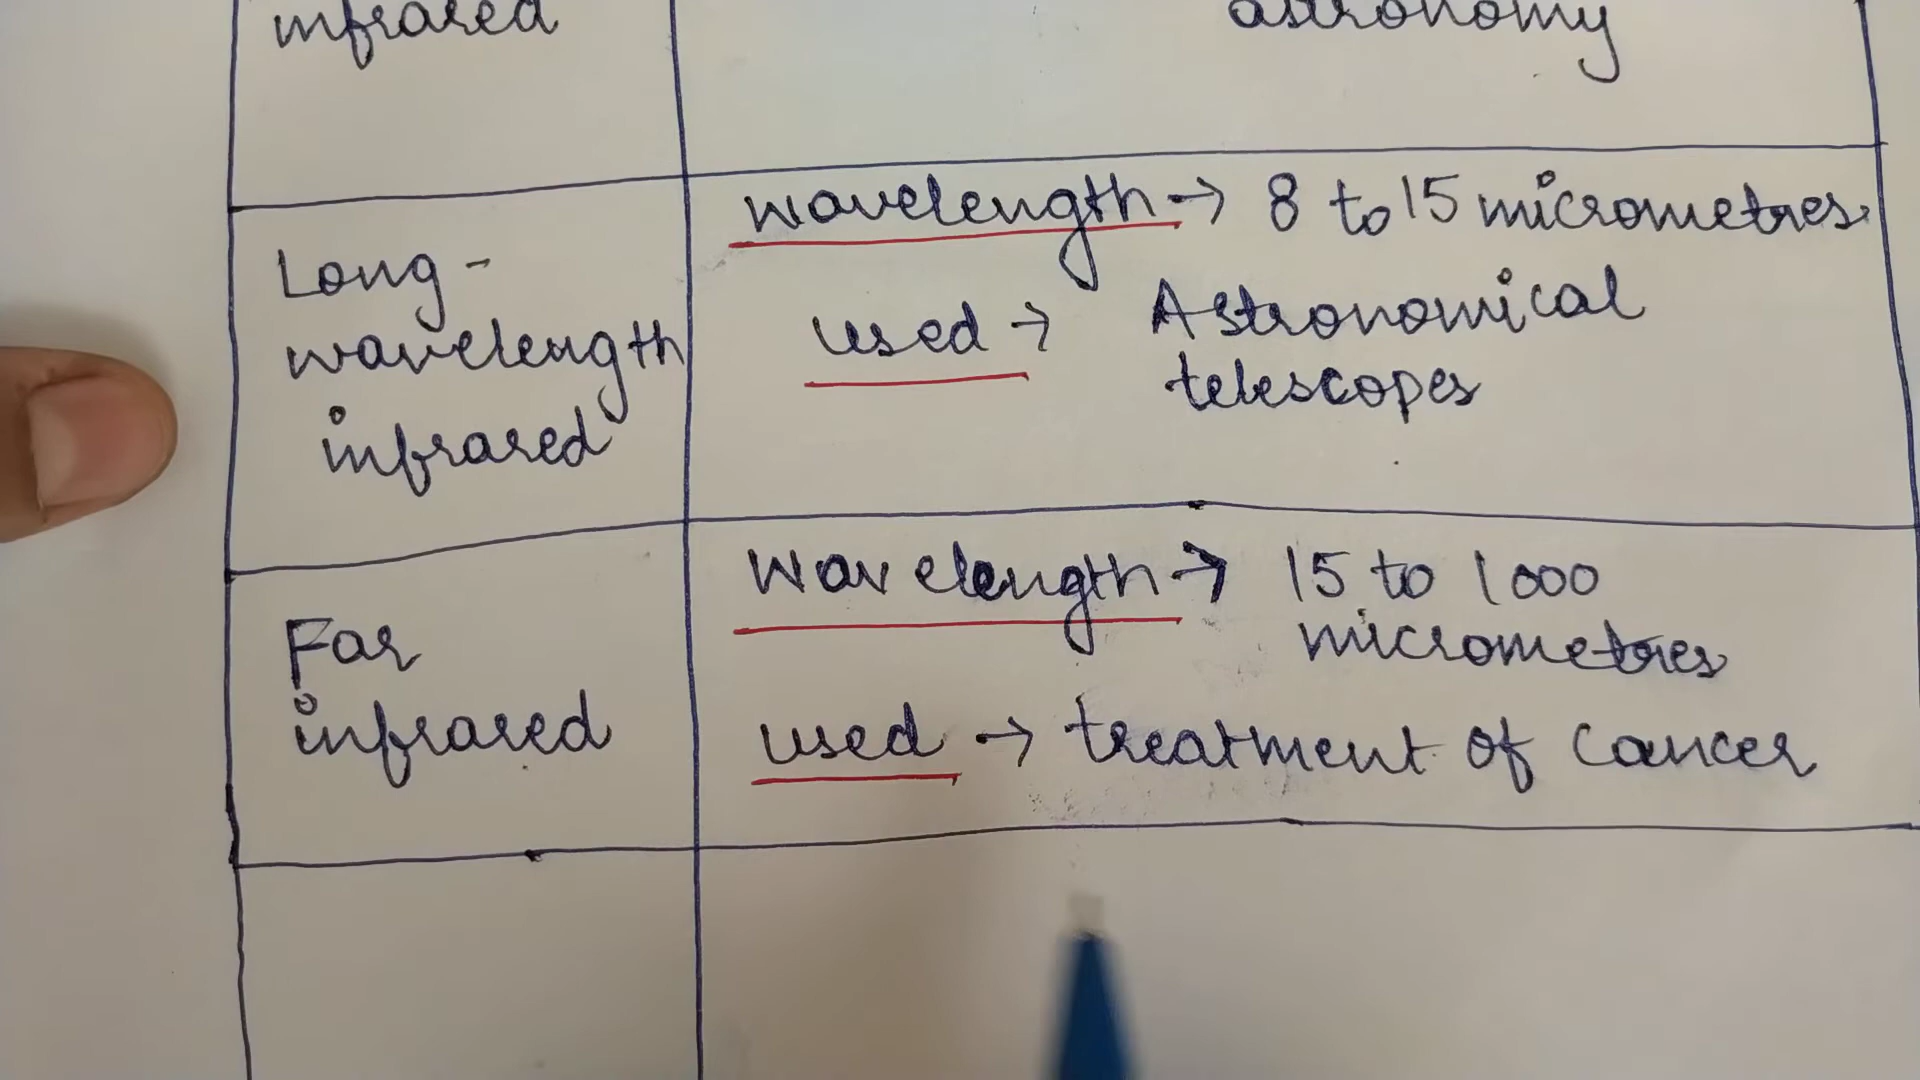 infrared
astronomy
wavelength → 8 to 15 micrometres.
Long-
wavelength
infrared
used → Astronomical
telescopes
Wavelength → 15 to 1000
micrometres
Far
infrared
used → treatment of cancer